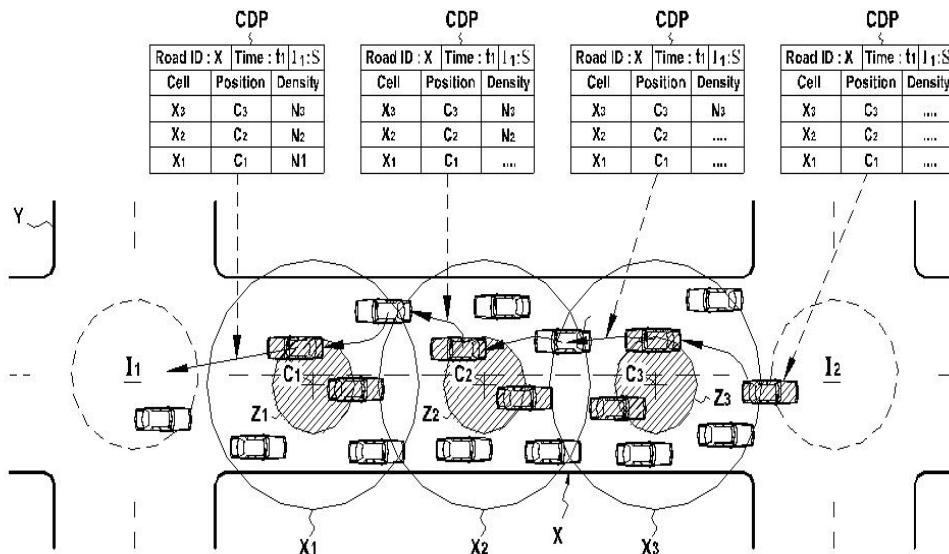 CDP CDP CDP CDP
Road ID : X Time : t1 I1:S
Cell Position Density
X3 C3 N3
X2 C2 N2
X1 C1 N1
Road ID : X Time : t1 I1:S
Cell Position Density
X3 C3 N3
X2 C2 N2
X1 C1 ....
Road ID : X Time : t1 I1:S
Cell Position Density
X3 C3 N3
X2 C2 ....
X1 C1 ....
Road ID : X Time : t1 I1:S
Cell Position Density
X3 C3 ....
X2 C2 ....
X1 C1 ....
Y
I1 C1 C2 C3 I2
Z1 Z2 Z3
X1 X2 X X3